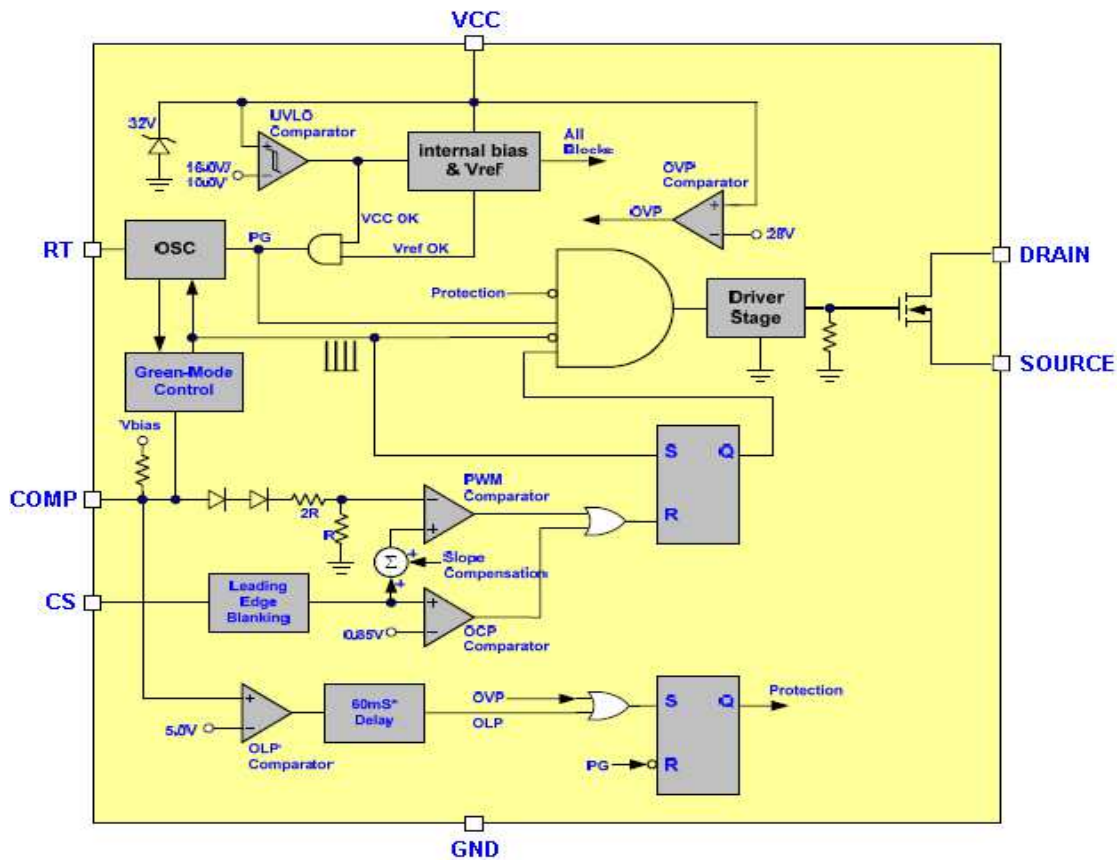 VCC
32V
UVLO
Comparator
16.0V/
10.0V
internal bias
& Vref
All
Blocks
OVP
Comparator
OVP
28V
VCC OK
PG
Vref OK
RT
OSC
DRAIN
Protection
Driver
Stage
SOURCE
Green-Mode
Control
Vbias
S
Q
R
COMP
2R
R
PWM
Comparator
Σ
+
+
Slope
Compensation
CS
Leading
Edge
Blanking
0.85V
OCP
Comparator
5.0V
OLP
Comparator
60mS*
Delay
OVP
OLP
S
Q
Protection
PG
R
GND